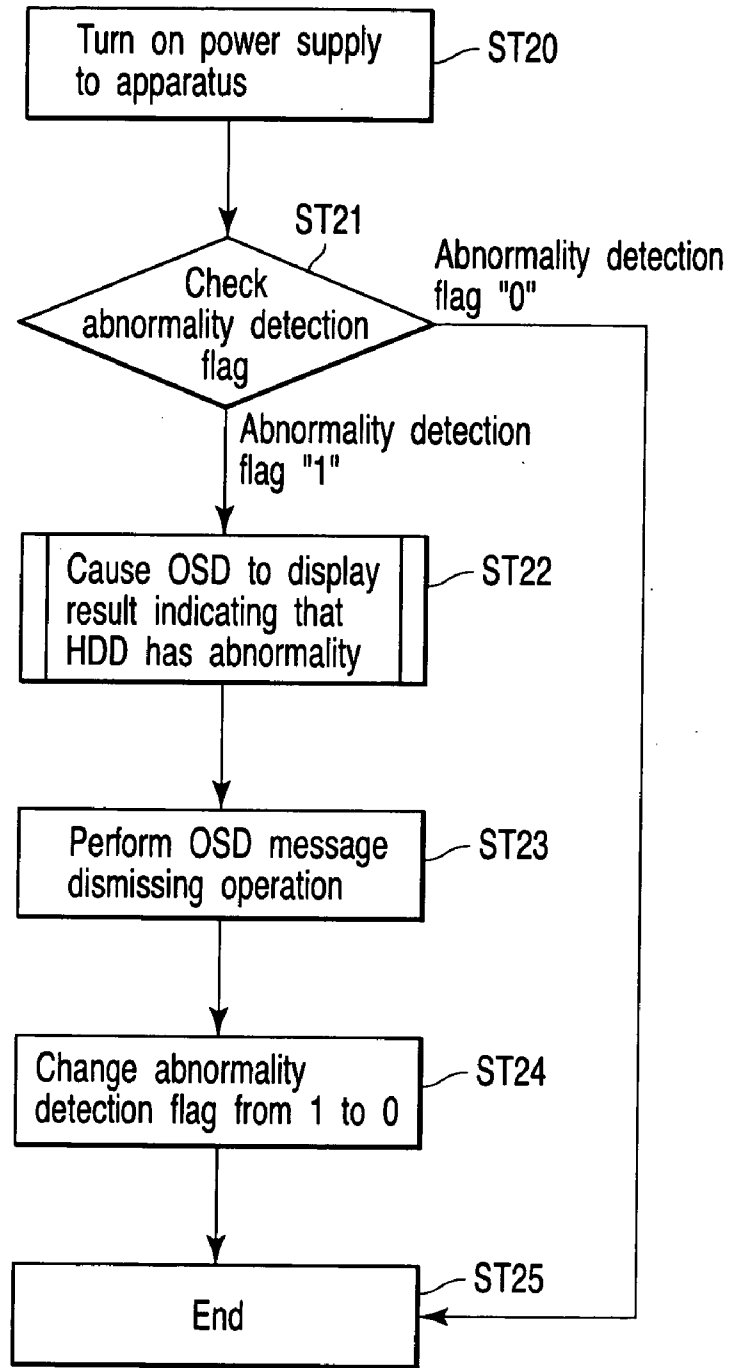 Turn on power supply
to apparatus
ST20
ST21
Check
abnormality detection
flag
Abnormality detection
flag "0"
Abnormality detection
flag "1"
Cause OSD to display
result indicating that
HDD has abnormality
ST22
Perform OSD message
dismissing operation
ST23
Change abnormality
detection flag from 1 to 0
ST24
End
ST25